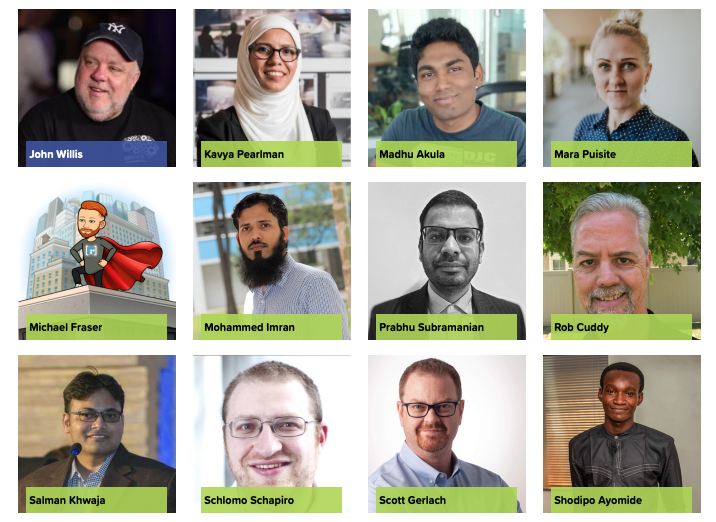 John Willis
Kavya Pearlman
Madhu Akula
Mara Puisite
Michael Fraser
Mohammed Imran
Prabhu Subramanian
Rob Cuddy
Salman Khwaja
Schlomo Schapiro
Scott Gerlach
Shodipo Ayomide